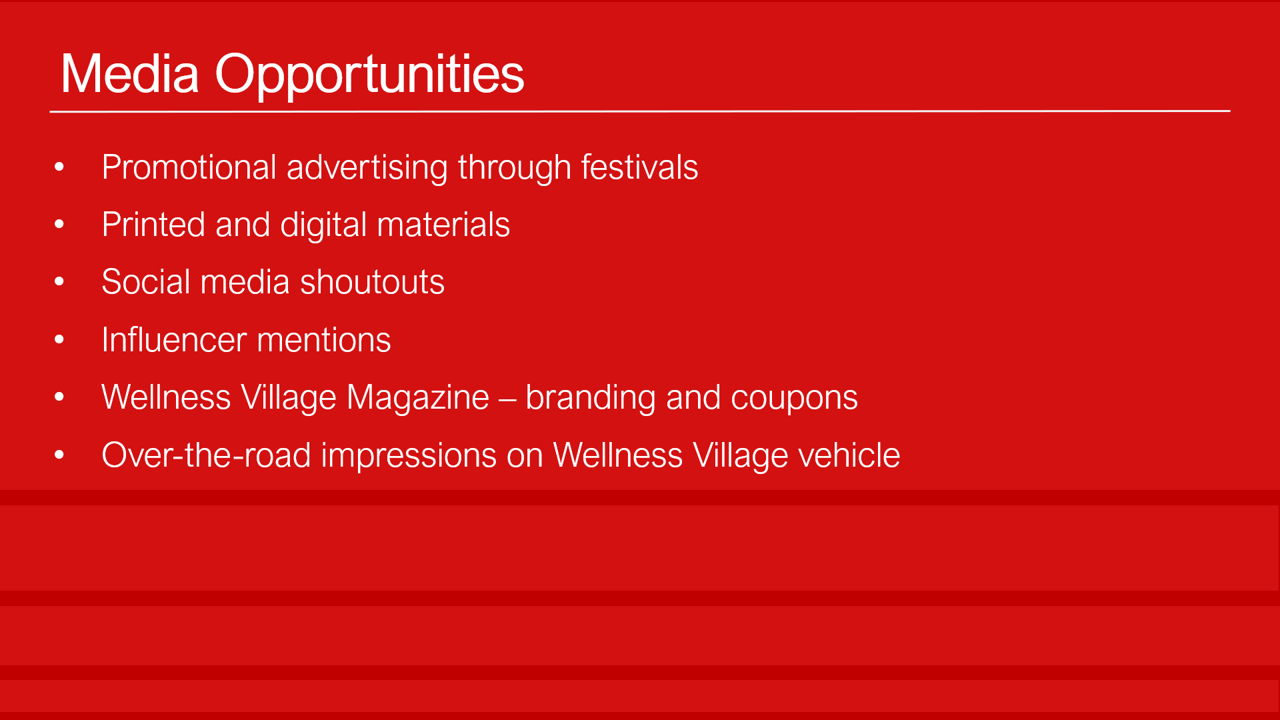 Media Opportunities
• Promotional advertising through festivals
• Printed and digital materials
• Social media shoutouts
• Influencer mentions
• Wellness Village Magazine – branding and coupons
• Over-the-road impressions on Wellness Village vehicle